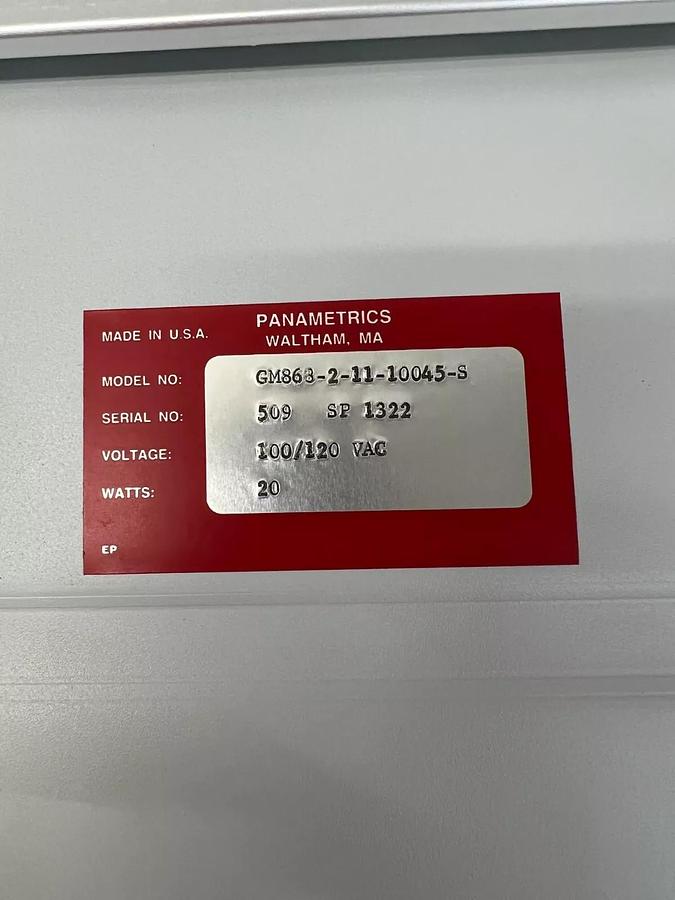 MADE IN U.S.A.
PANAMETRICS
WALTHAM, MA
MODEL NO: GM868-2-11-10045-S
SERIAL NO: 509 SP 1322
VOLTAGE: 100/120 VAC
WATTS: 20
EP